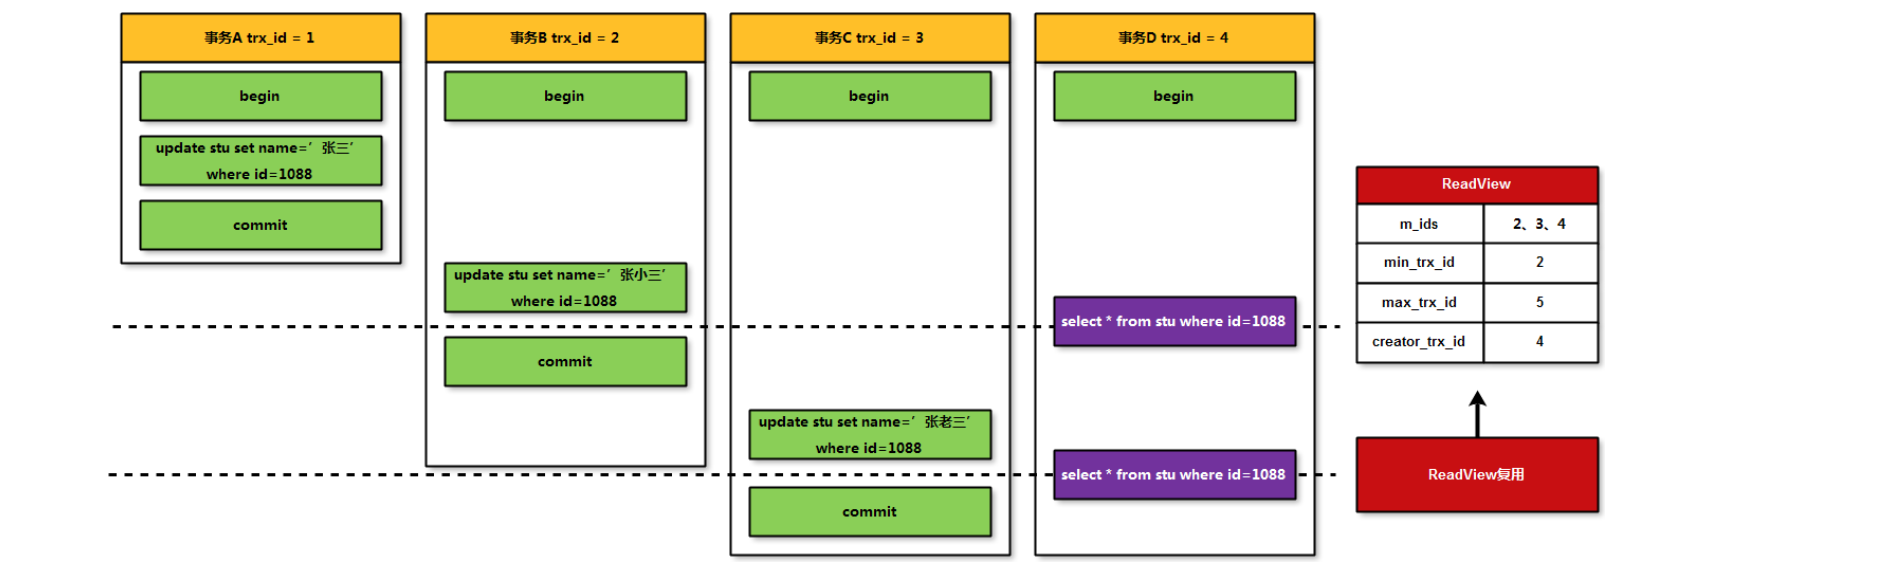 事务A trx_id = 1
begin
update stu set name=’张三’
where id=1088
commit
事务B trx_id = 2
begin
update stu set name=’张小三’
where id=1088
commit
事务C trx_id = 3
begin
update stu set name=’张老三’
where id=1088
commit
事务D trx_id = 4
begin
select * from stu where id=1088
select * from stu where id=1088
ReadView
m_ids 2、3、4
min_trx_id 2
max_trx_id 5
creator_trx_id 4
ReadView复用